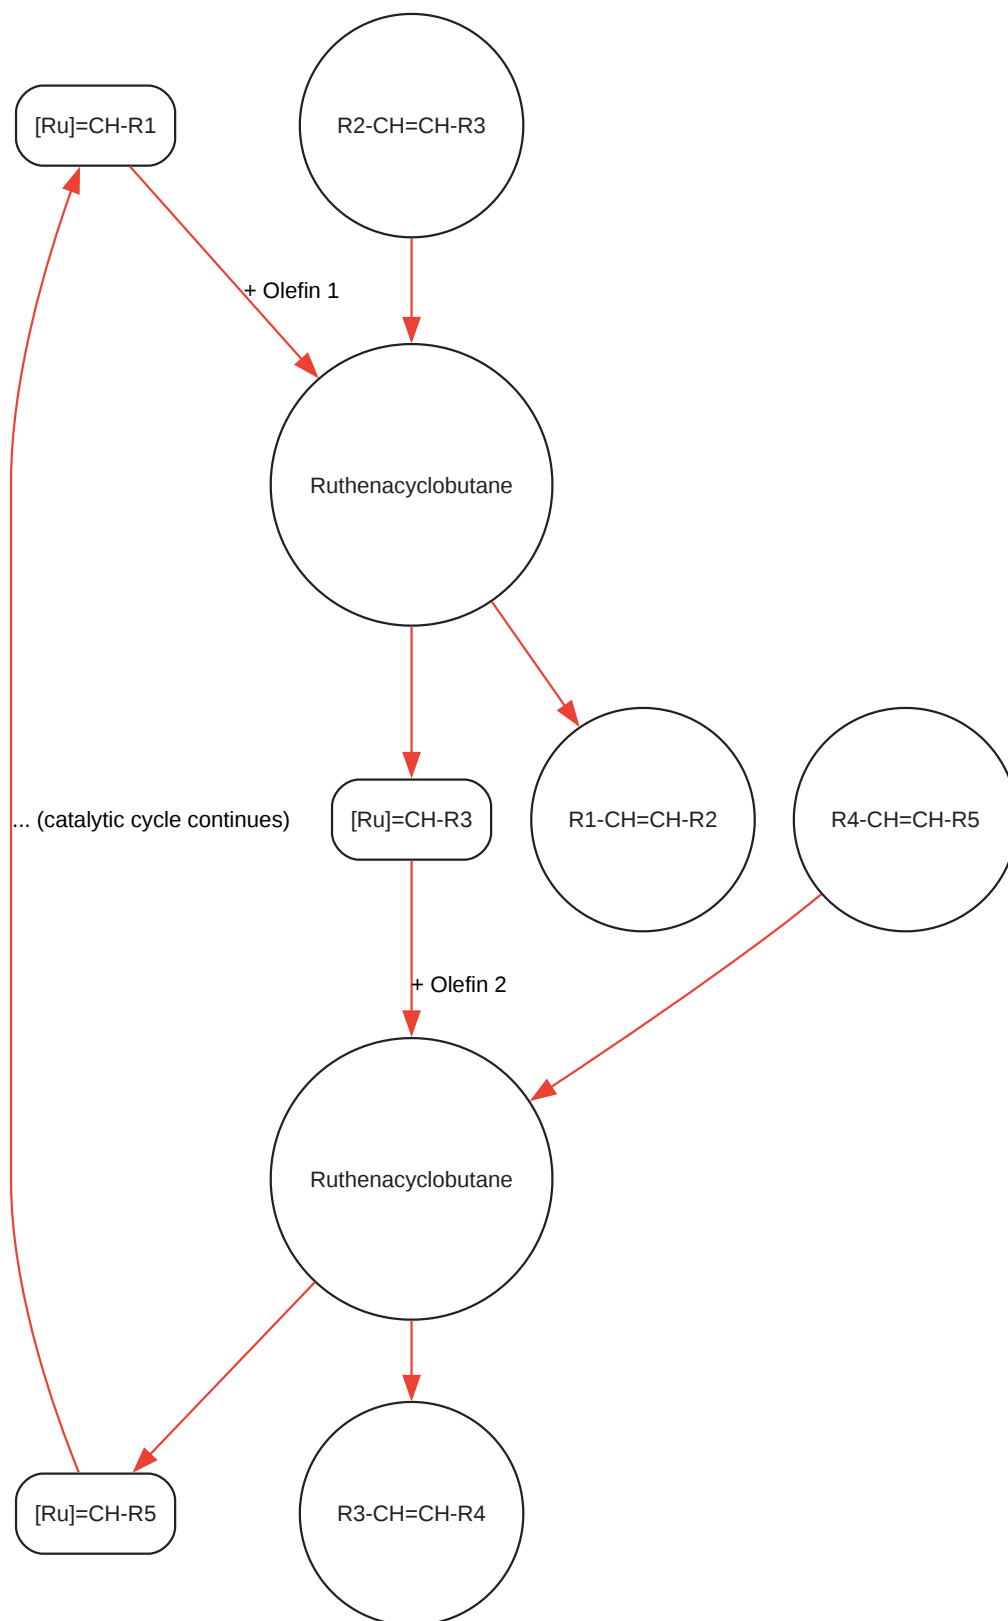 [Ru]=CH-R1
R2-CH=CH-R3
+ Olefin 1
Ruthenacyclobutane
... (catalytic cycle continues)
[Ru]=CH-R3
R1-CH=CH-R2
R4-CH=CH-R5
+ Olefin 2
Ruthenacyclobutane
[Ru]=CH-R5
R3-CH=CH-R4